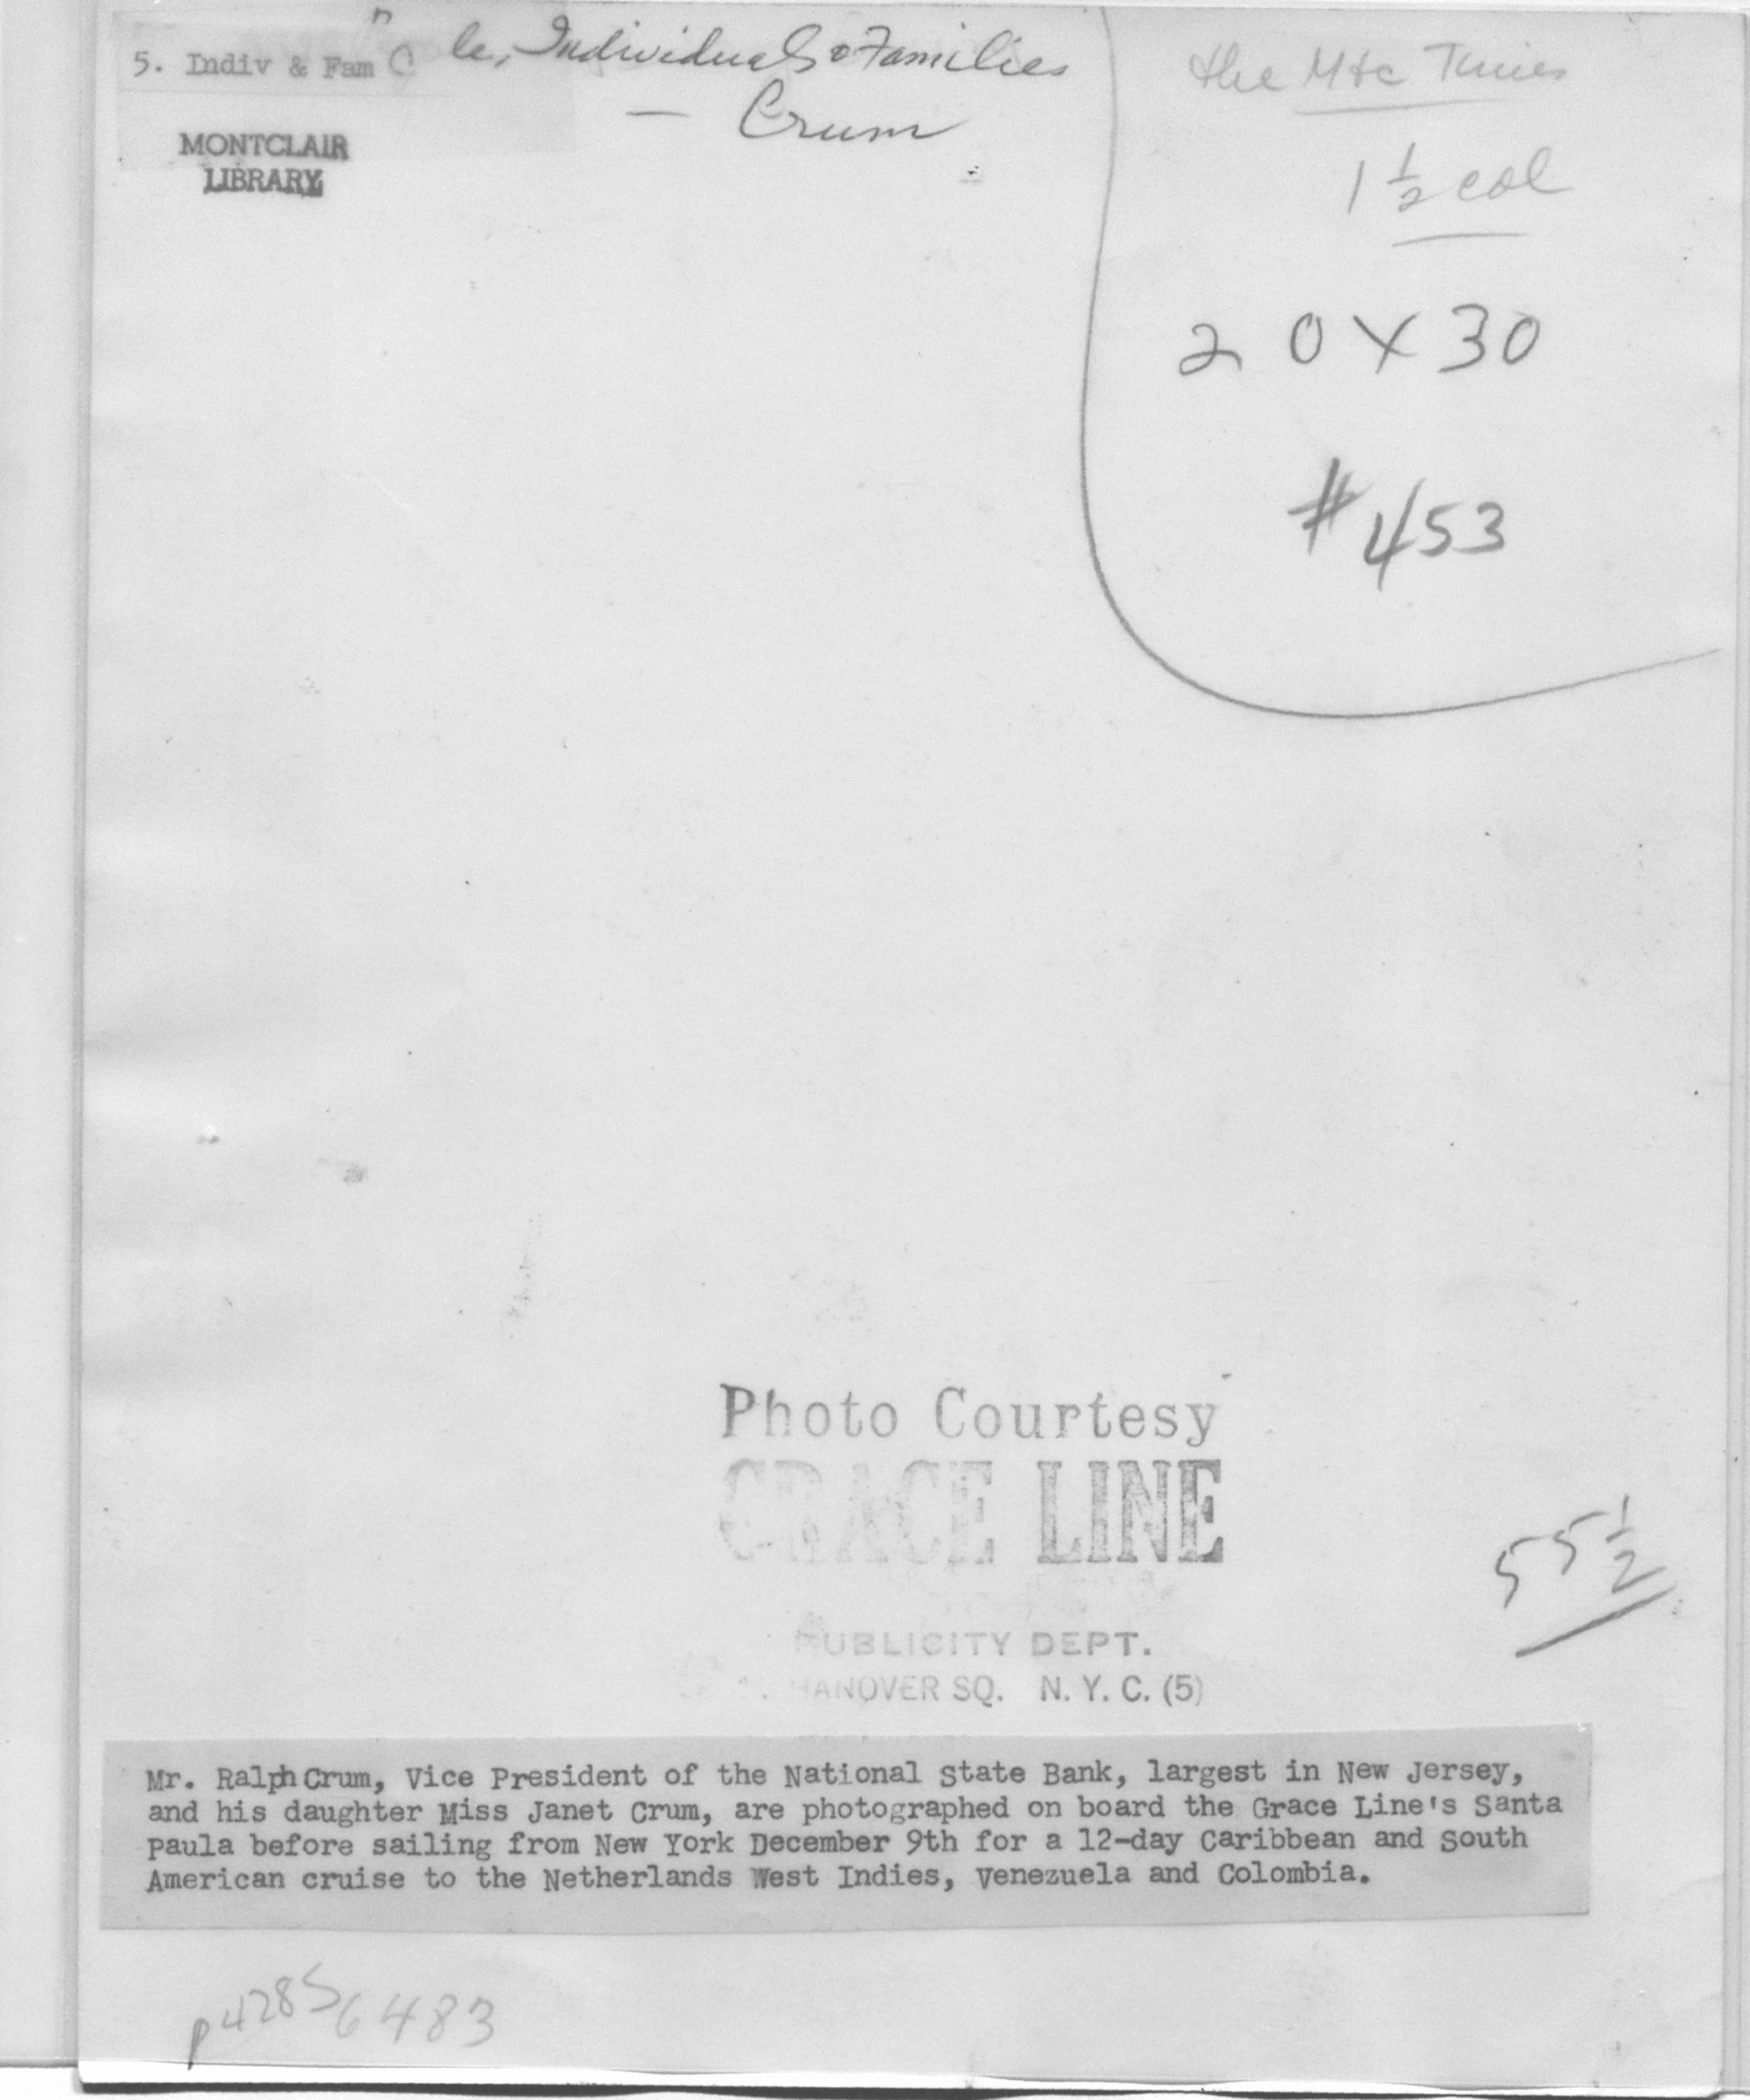 5. Indiv & Fam C
le, Individuals & Families
— Crum
MONTCLAIR
LIBRARY
the Mtc Times
1 1/2 col
20 X 30
#453
Photo Courtesy
GRACE LINE
PUBLICITY DEPT.
HANOVER SQ. N. Y. C. (5)
55 1/2
Mr. Ralph Crum, Vice President of the National State Bank, largest in New Jersey,
and his daughter Miss Janet Crum, are photographed on board the Grace Line's Santa
Paula before sailing from New York December 9th for a 12-day Caribbean and South
American cruise to the Netherlands West Indies, Venezuela and Colombia.
p4285 6483